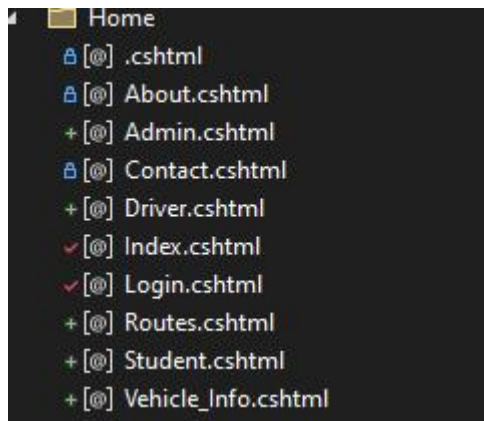 Home
[@] .cshtml
[@] About.cshtml
+ [@] Admin.cshtml
[@] Contact.cshtml
+ [@] Driver.cshtml
[@] Index.cshtml
[@] Login.cshtml
+ [@] Routes.cshtml
+ [@] Student.cshtml
+ [@] Vehicle_Info.cshtml